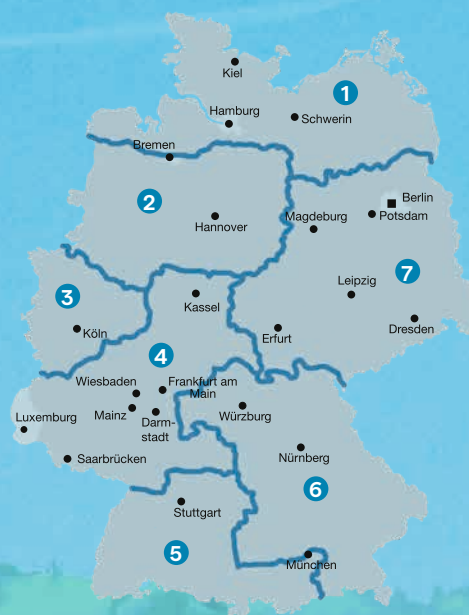 Kiel
1
Hamburg
Schwerin
Bremen
2
Berlin
Magdeburg
Potsdam
Hannover
7
3
Leipzig
Kassel
Köln
Erfurt
Dresden
4
Wiesbaden
Frankfurt am
Main
Mainz
Darm-
stadt
Würzburg
Luxemburg
Saarbrücken
Nürnberg
6
Stuttgart
5
München